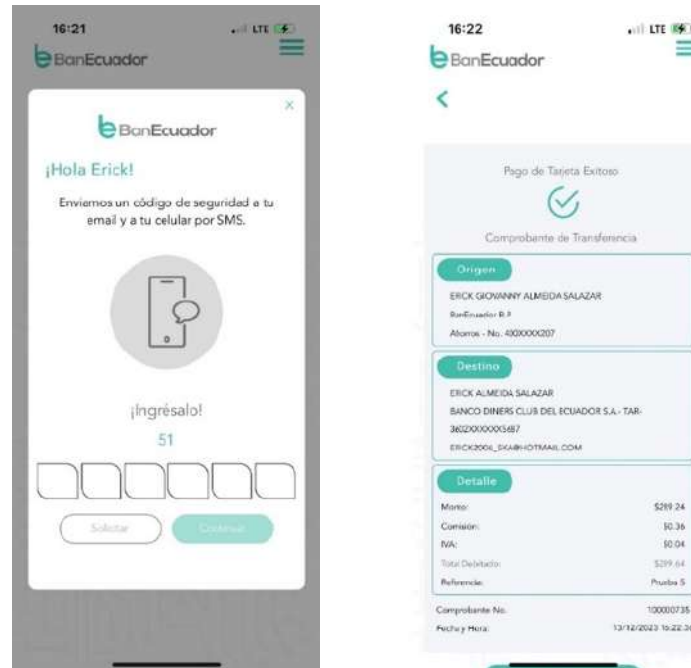 16:21
LTE
BanEcuador
×
BanEcuador
¡Hola Erick!
Enviamos un código de seguridad a tu
email y a tu celular por SMS.
¡Ingrésalo!
51
Solicitar
Continuar
16:22
LTE
BanEcuador
Pago de Tarjeta Exitoso
Comprobante de Transferencia
Origen
ERICK GIOVANNY ALMEIDA SALAZAR
BanEcuador B.P.
Ahorros - No. 4XXXXXX207
Destino
ERICK ALMEIDA SALAZAR
BANCO DINERS CLUB DEL ECUADOR S.A.- TAR-
Detalle
Monto: $289.24
Comision: $0.36
IVA: $0.04
Total Debitado: $289.64
Referencia: Prueba 5
Comprobante No. 100000735
Fecha y Hora: 13/12/2023 16:22:36